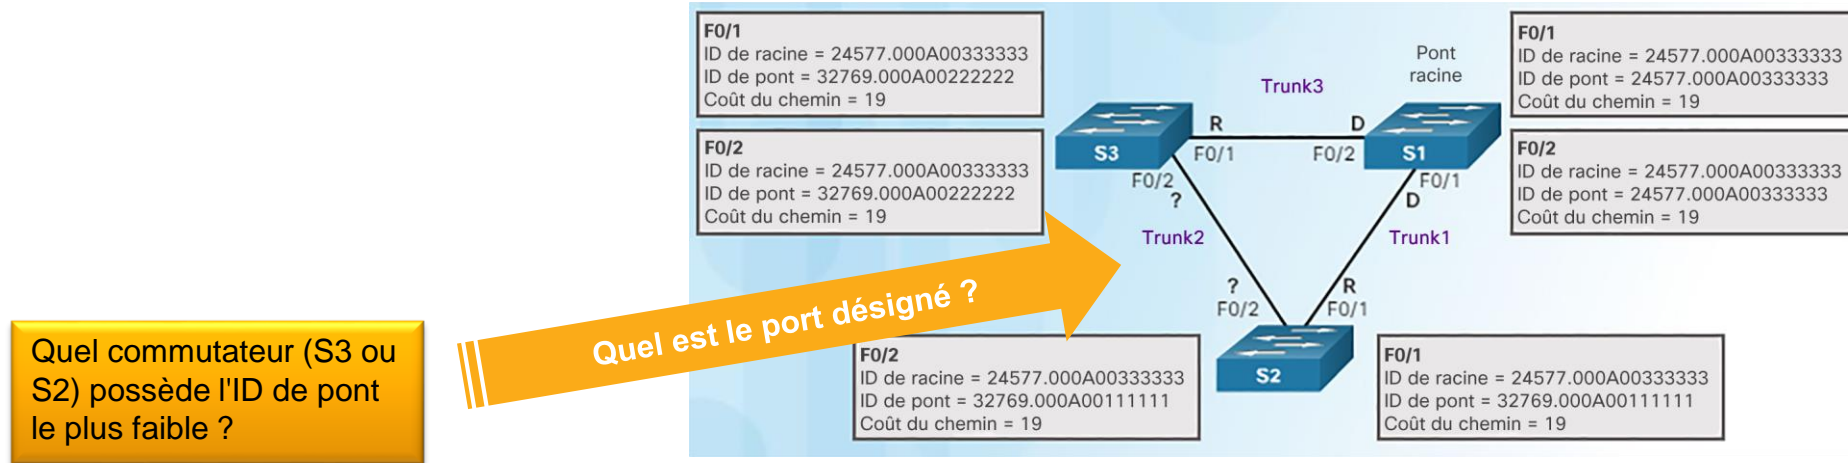 F0/1
ID de racine = 24577.000A00333333
ID de pont = 32769.000A00222222
Coût du chemin = 19
F0/2
ID de racine = 24577.000A00333333
ID de pont = 32769.000A00222222
Coût du chemin = 19
Pont
racine
Trunk3
F0/1
ID de racine = 24577.000A00333333
ID de pont = 24577.000A00333333
Coût du chemin = 19
F0/2
ID de racine = 24577.000A00333333
ID de pont = 24577.000A00333333
Coût du chemin = 19
S3
R
F0/1
D
F0/2
S1
F0/2
?
F0/1
D
Trunk2
Trunk1
?
F0/2
R
F0/1
S2
Quel est le port désigné ?
Quel commutateur (S3 ou
S2) possède l'ID de pont
le plus faible ?
F0/2
ID de racine = 24577.000A00333333
ID de pont = 32769.000A00111111
Coût du chemin = 19
F0/1
ID de racine = 24577.000A00333333
ID de pont = 32769.000A00111111
Coût du chemin = 19